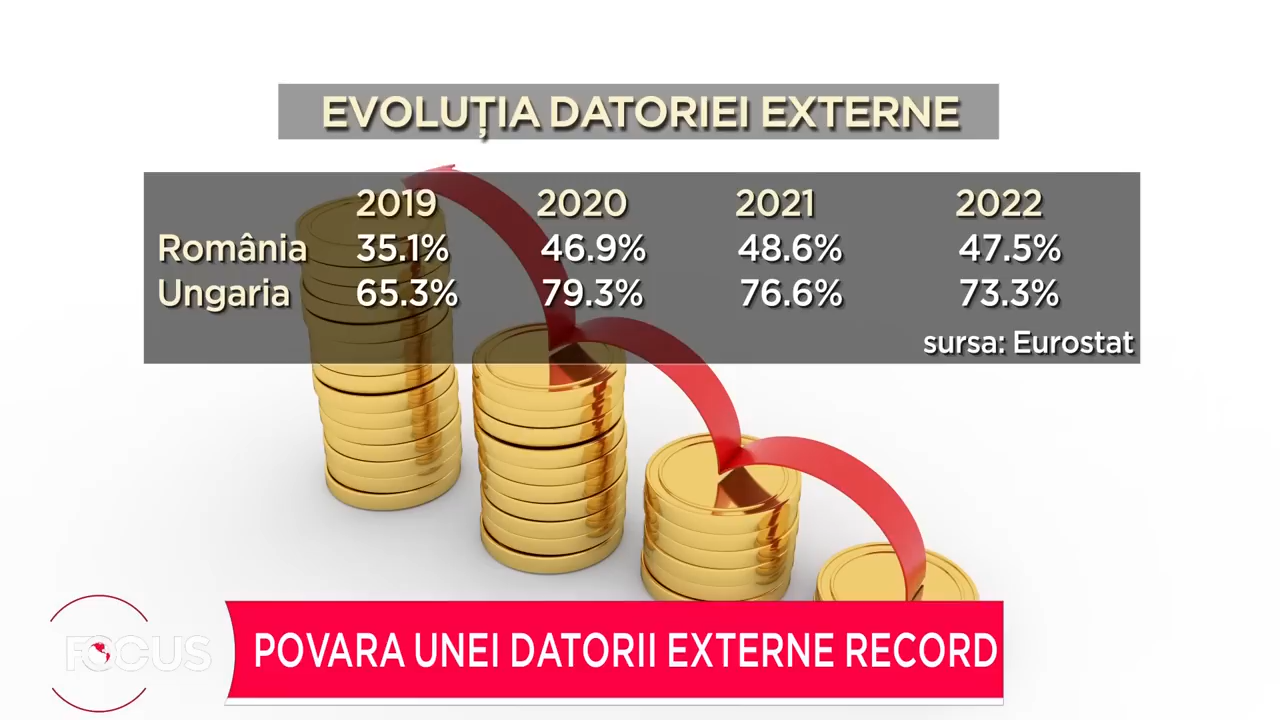 EVOLUȚIA DATORIEI EXTERNE
2019 2020 2021 2022
România 35.1% 46.9% 48.6% 47.5%
Ungaria 65.3% 79.3% 76.6% 73.3%
sursa: Eurostat
FOCUS
POVARA UNEI DATORII EXTERNE RECORD